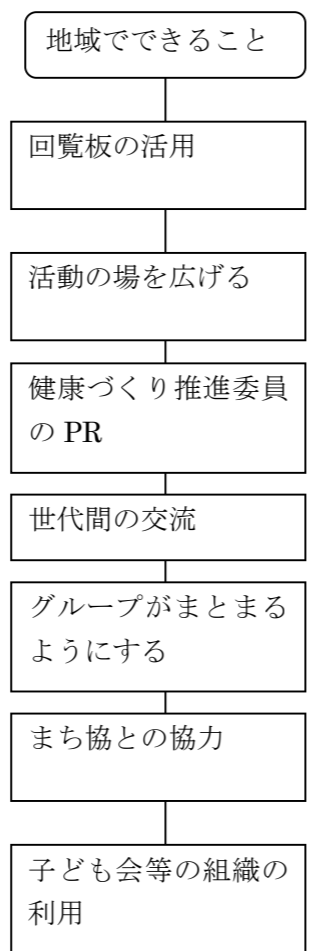 地域でできること
回覧板の活用
活動の場を広げる
健康づくり推進委員
の PR
世代間の交流
グループがまとまる
ようにする
まち協との協力
子ども会等の組織の
利用